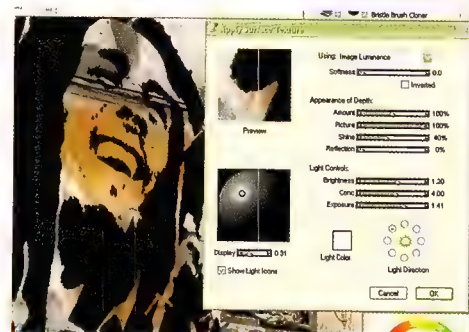 Bristle Brush Cloner
Apply Surface Texture
Using: Image Luminance
Softness 0.0
Inverted
Preview
Appearance of Depth:
Amount 100%
Picture 100%
Shine 40%
Reflection 0%
Light Controls:
Brightness 1.20
Conc 4.00
Exposure 1.41
Display 0.31
Show Light Icons
Light Color
Light Direction
Cancel OK